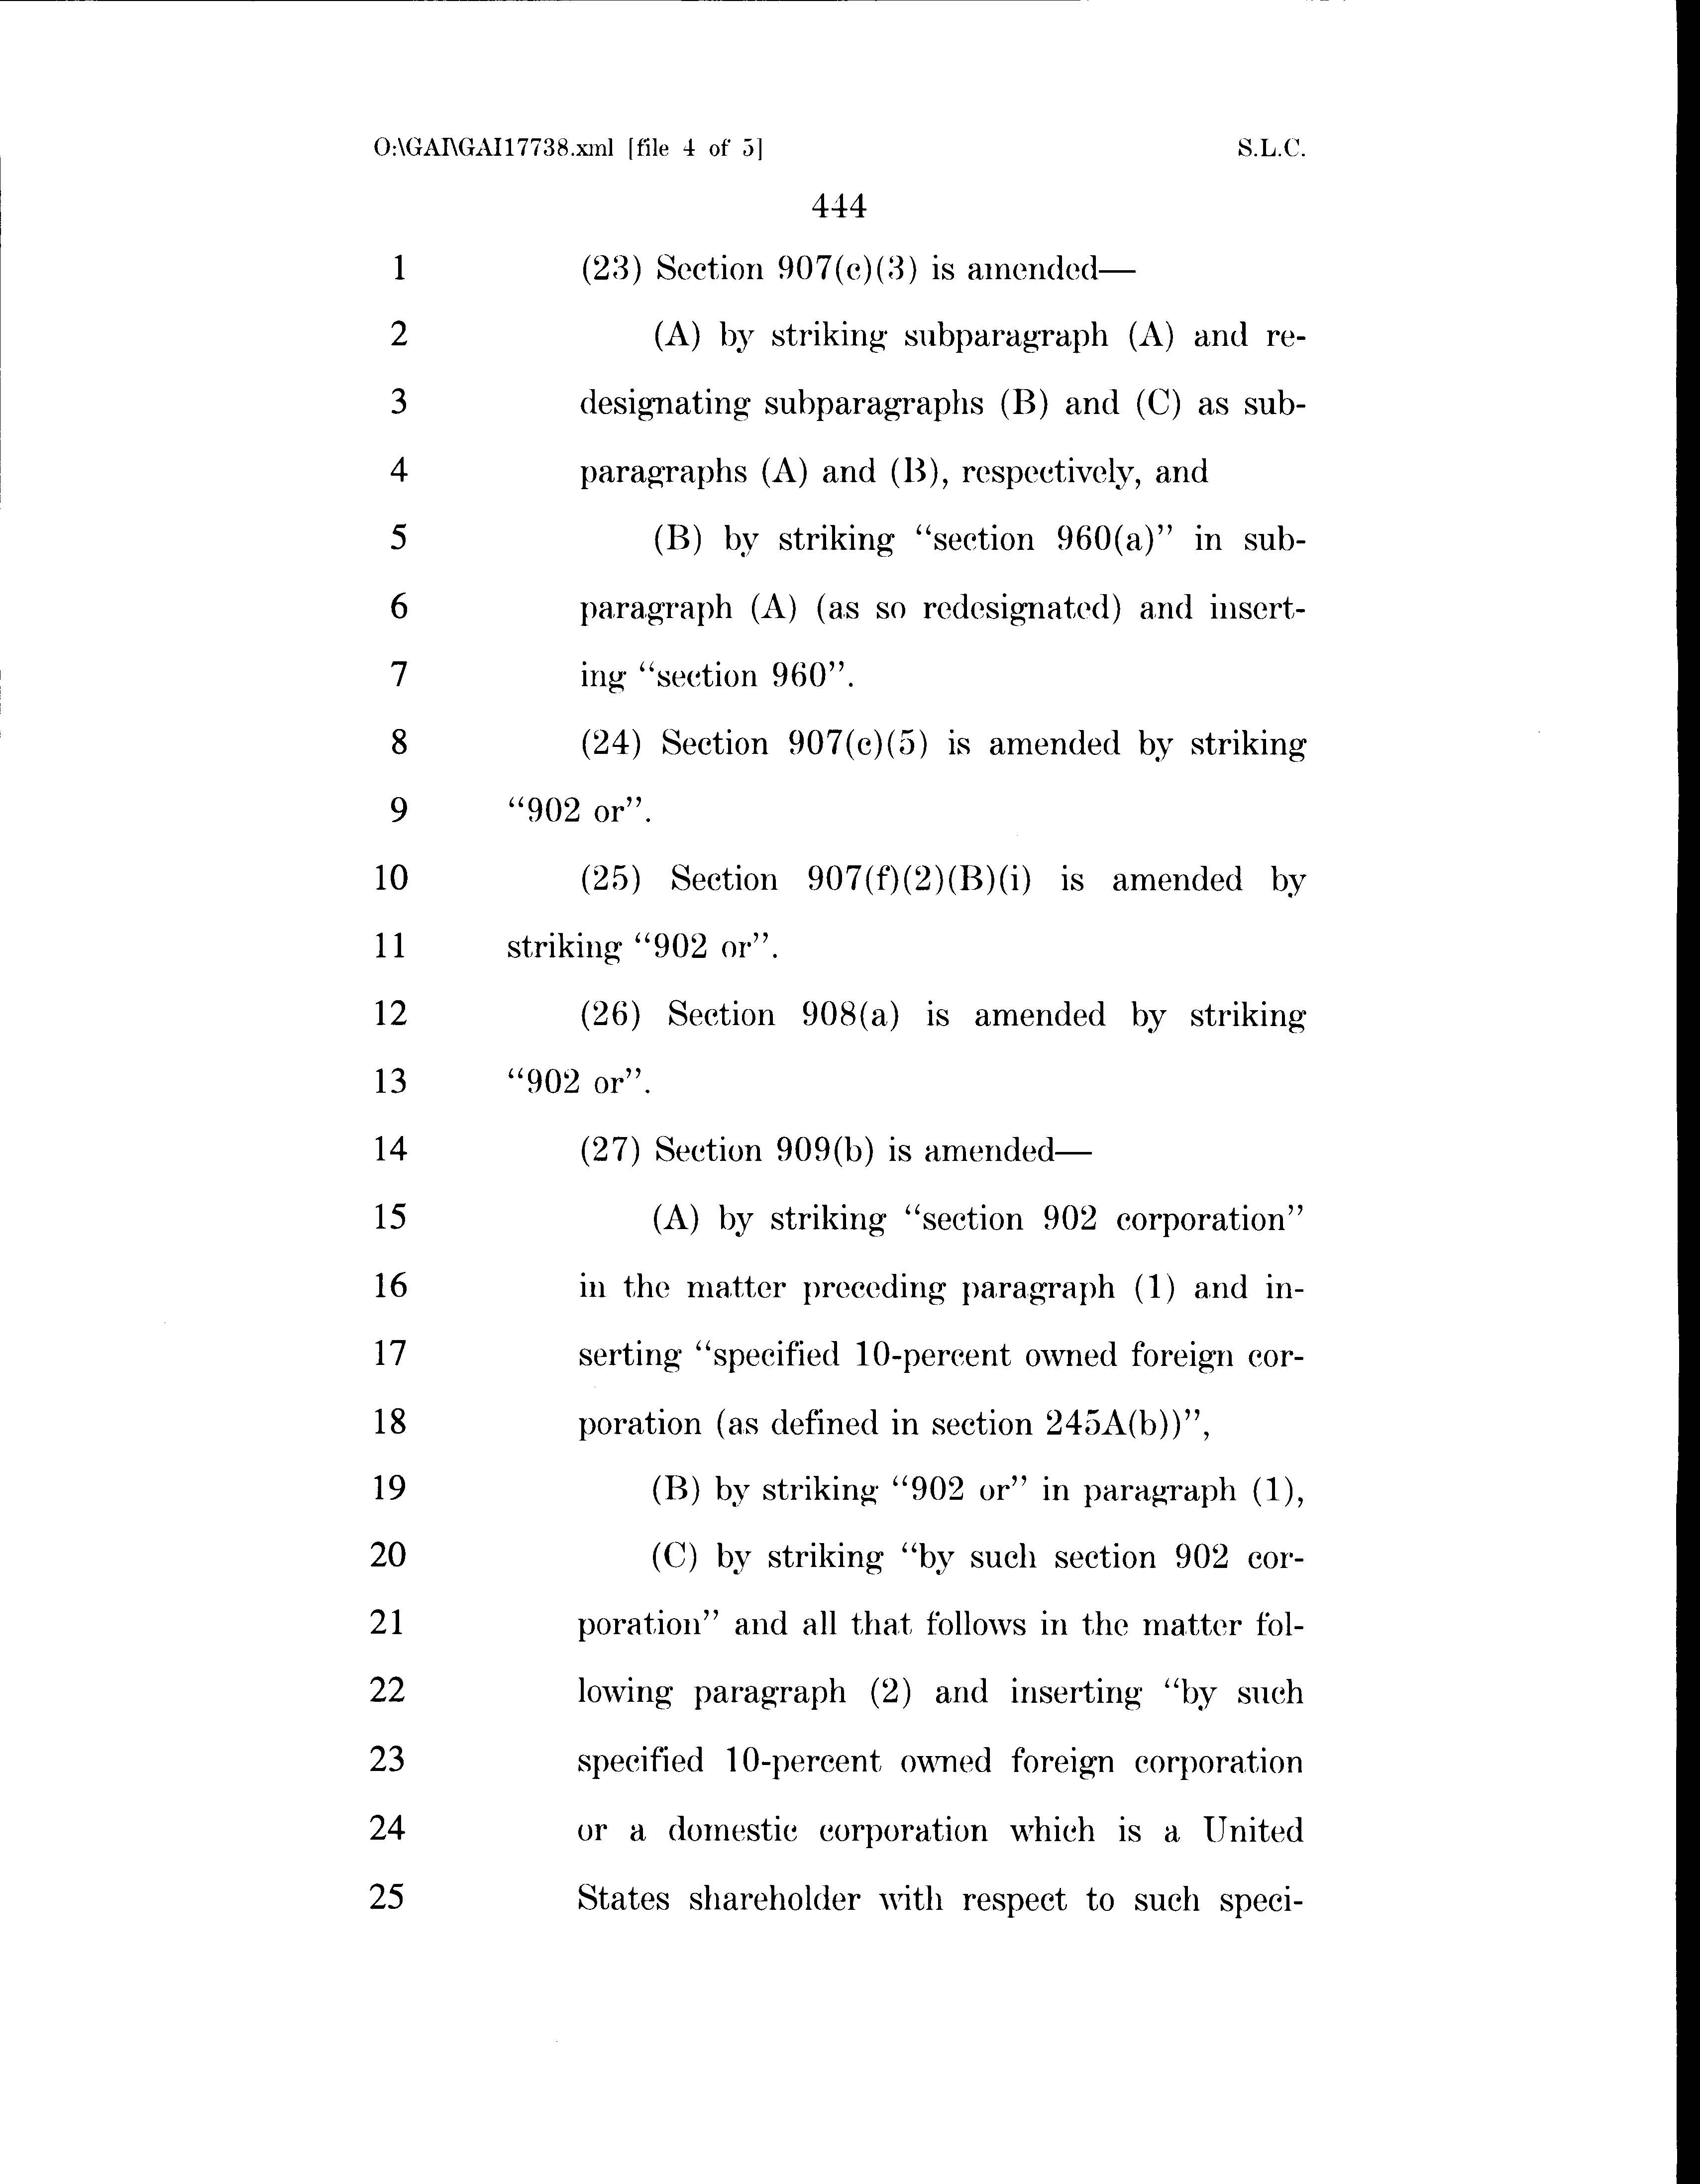 O:\GAI\GAI17738.xml [file 4 of 5] S.L.C.
444
1 (23) Section 907(c)(3) is amended—
2 (A) by striking subparagraph (A) and re-
3 designating subparagraphs (B) and (C) as sub-
4 paragraphs (A) and (B), respectively, and
5 (B) by striking “section 960(a)” in sub-
6 paragraph (A) (as so redesignated) and insert-
7 ing “section 960”.
8 (24) Section 907(c)(5) is amended by striking
9 “902 or”.
10 (25) Section 907(f)(2)(B)(i) is amended by
11 striking “902 or”.
12 (26) Section 908(a) is amended by striking
13 “902 or”.
14 (27) Section 909(b) is amended—
15 (A) by striking “section 902 corporation”
16 in the matter preceding paragraph (1) and in-
17 serting “specified 10-percent owned foreign cor-
18 poration (as defined in section 245A(b))”,
19 (B) by striking “902 or” in paragraph (1),
20 (C) by striking “by such section 902 cor-
21 poration” and all that follows in the matter fol-
22 lowing paragraph (2) and inserting “by such
23 specified 10-percent owned foreign corporation
24 or a domestic corporation which is a United
25 States shareholder with respect to such speci-